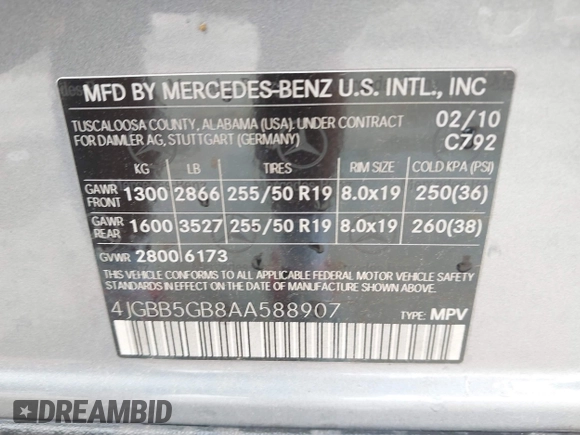 MFD BY MERCEDES-BENZ U.S. INTL., INC
TUSCALOOSA COUNTY, ALABAMA (USA), UNDER CONTRACT 02/10
FOR DAIMLER AG, STUTTGART (GERMANY) C792
KG LB TIRES RIM SIZE COLD KPA (PSI)
GAWR FRONT 1300 2866 255/50 R19 8.0x19 250(36)
GAWR REAR 1600 3527 255/50 R19 8.0x19 260(38)
GVWR 2800 6173
THIS VEHICLE CONFORMS TO ALL APPLICABLE FEDERAL MOTOR VEHICLE SAFETY
STANDARDS IN EFFECT ON THE DATE OF MANUFACTURE SHOWN ABOVE.
4JGBB5GB8AA588907 TYPE: MPV
DREAMBID